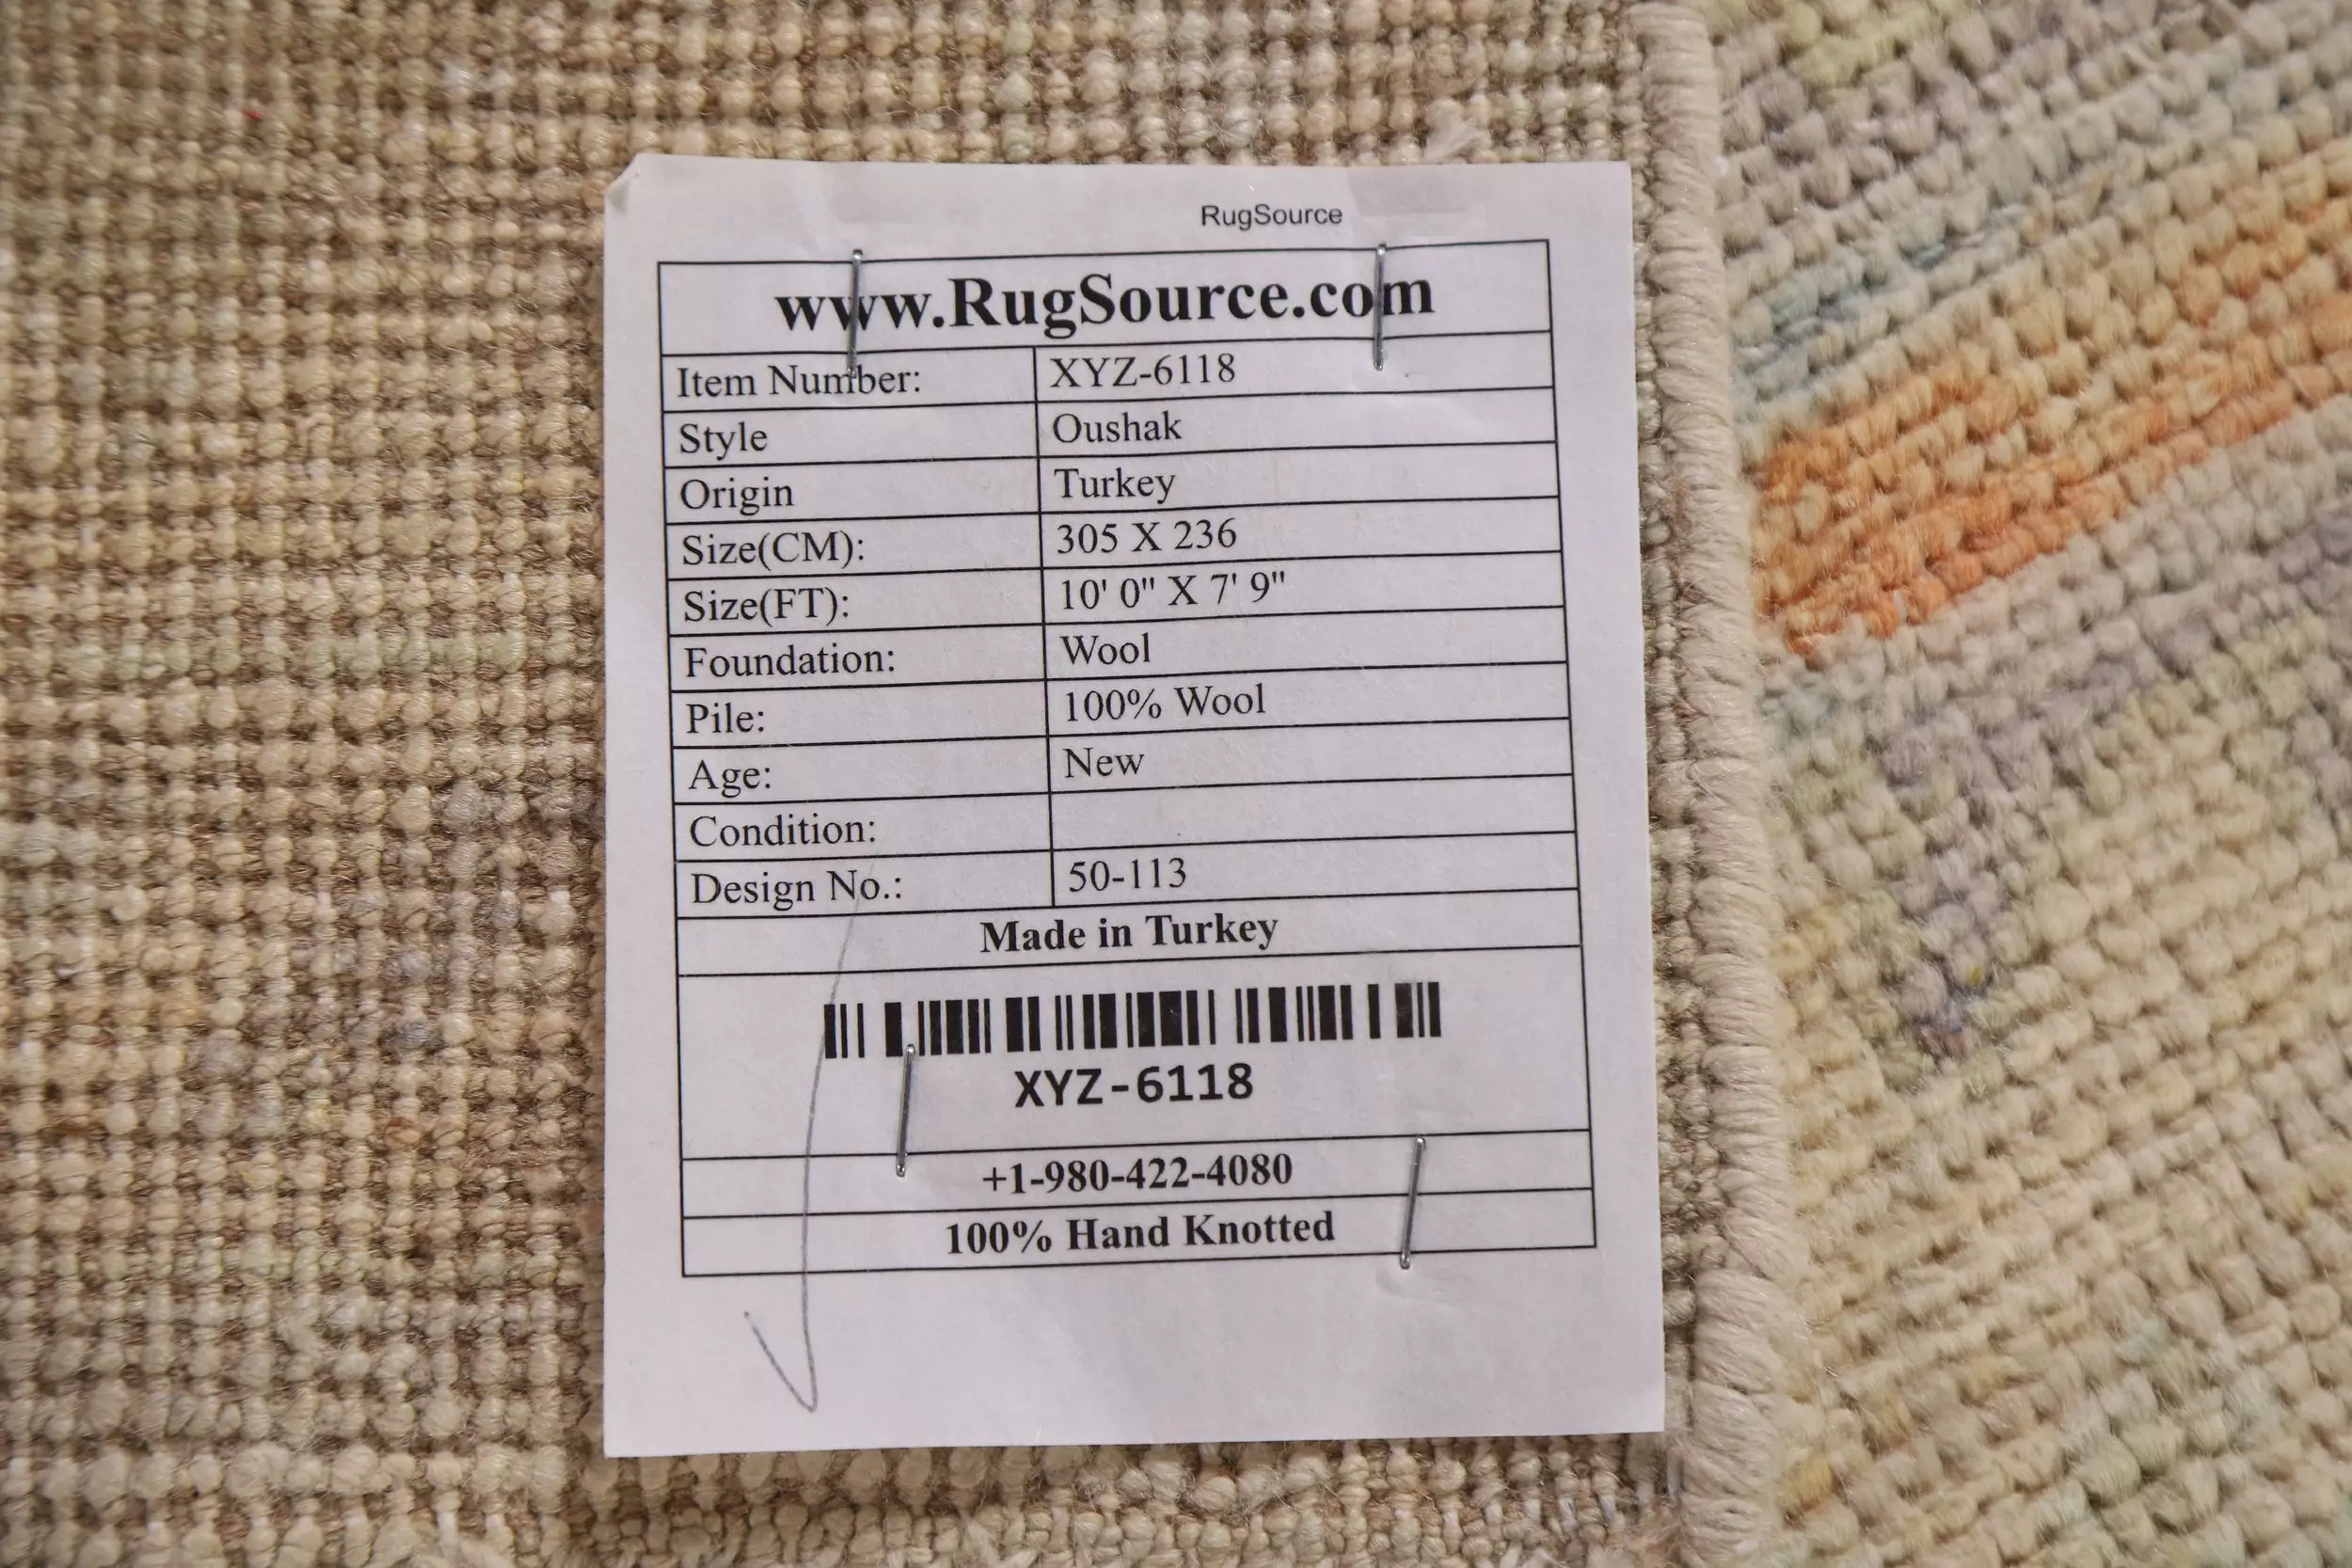 RugSource
www.RugSource.com
Item Number: XYZ-6118
Style Oushak
Origin Turkey
Size(CM): 305 X 236
Size(FT): 10' 0" X 7' 9"
Foundation: Wool
Pile: 100% Wool
Age: New
Condition:
Design No.: 50-113
Made in Turkey
XYZ-6118
+1-980-422-4080
100% Hand Knotted